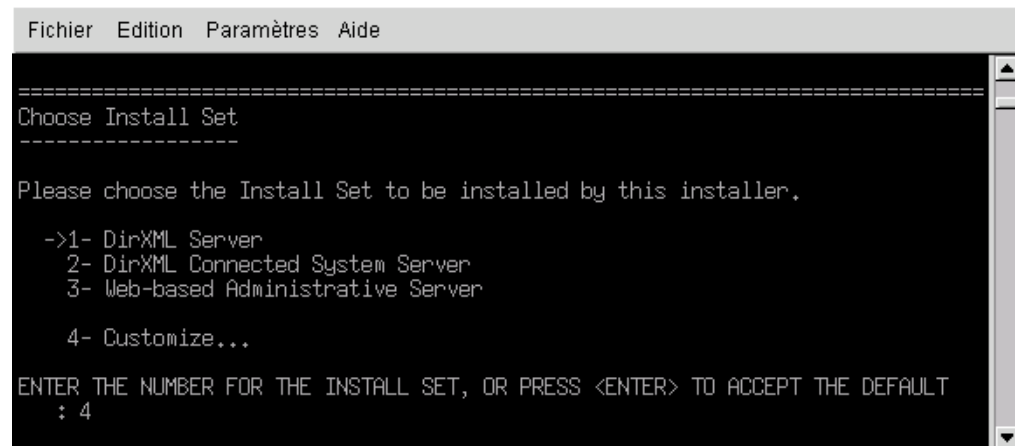 Fichier Edition Paramètres Aide
===============================================================================
Choose Install Set
------------------
Please choose the Install Set to be installed by this installer.
->1- DirXML Server
2- DirXML Connected System Server
3- Web-based Administrative Server
4- Customize...
ENTER THE NUMBER FOR THE INSTALL SET, OR PRESS <ENTER> TO ACCEPT THE DEFAULT
: 4